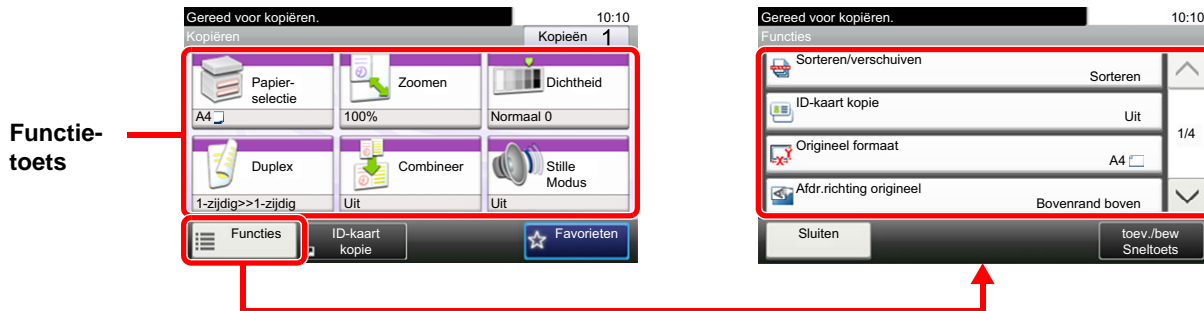 Functie-
toets
Gereed voor kopiëren. 10:10
Kopiëren Kopieën 1
Papier-
selectie
A4
Zoomen
100%
Dichtheid
Normaal 0
Duplex
1-zijdig>>1-zijdig
Combineer
Uit
Stille
Modus
Uit
Functies
ID-kaart
kopie
Favorieten
Gereed voor kopiëren. 10:10
Functies
Sorteren/verschuiven
Sorteren
ID-kaart kopie
Uit
Origineel formaat
A4
Afdr.richting origineel
Bovenrand boven
1/4
Sluiten
toev./bew
Sneltoets